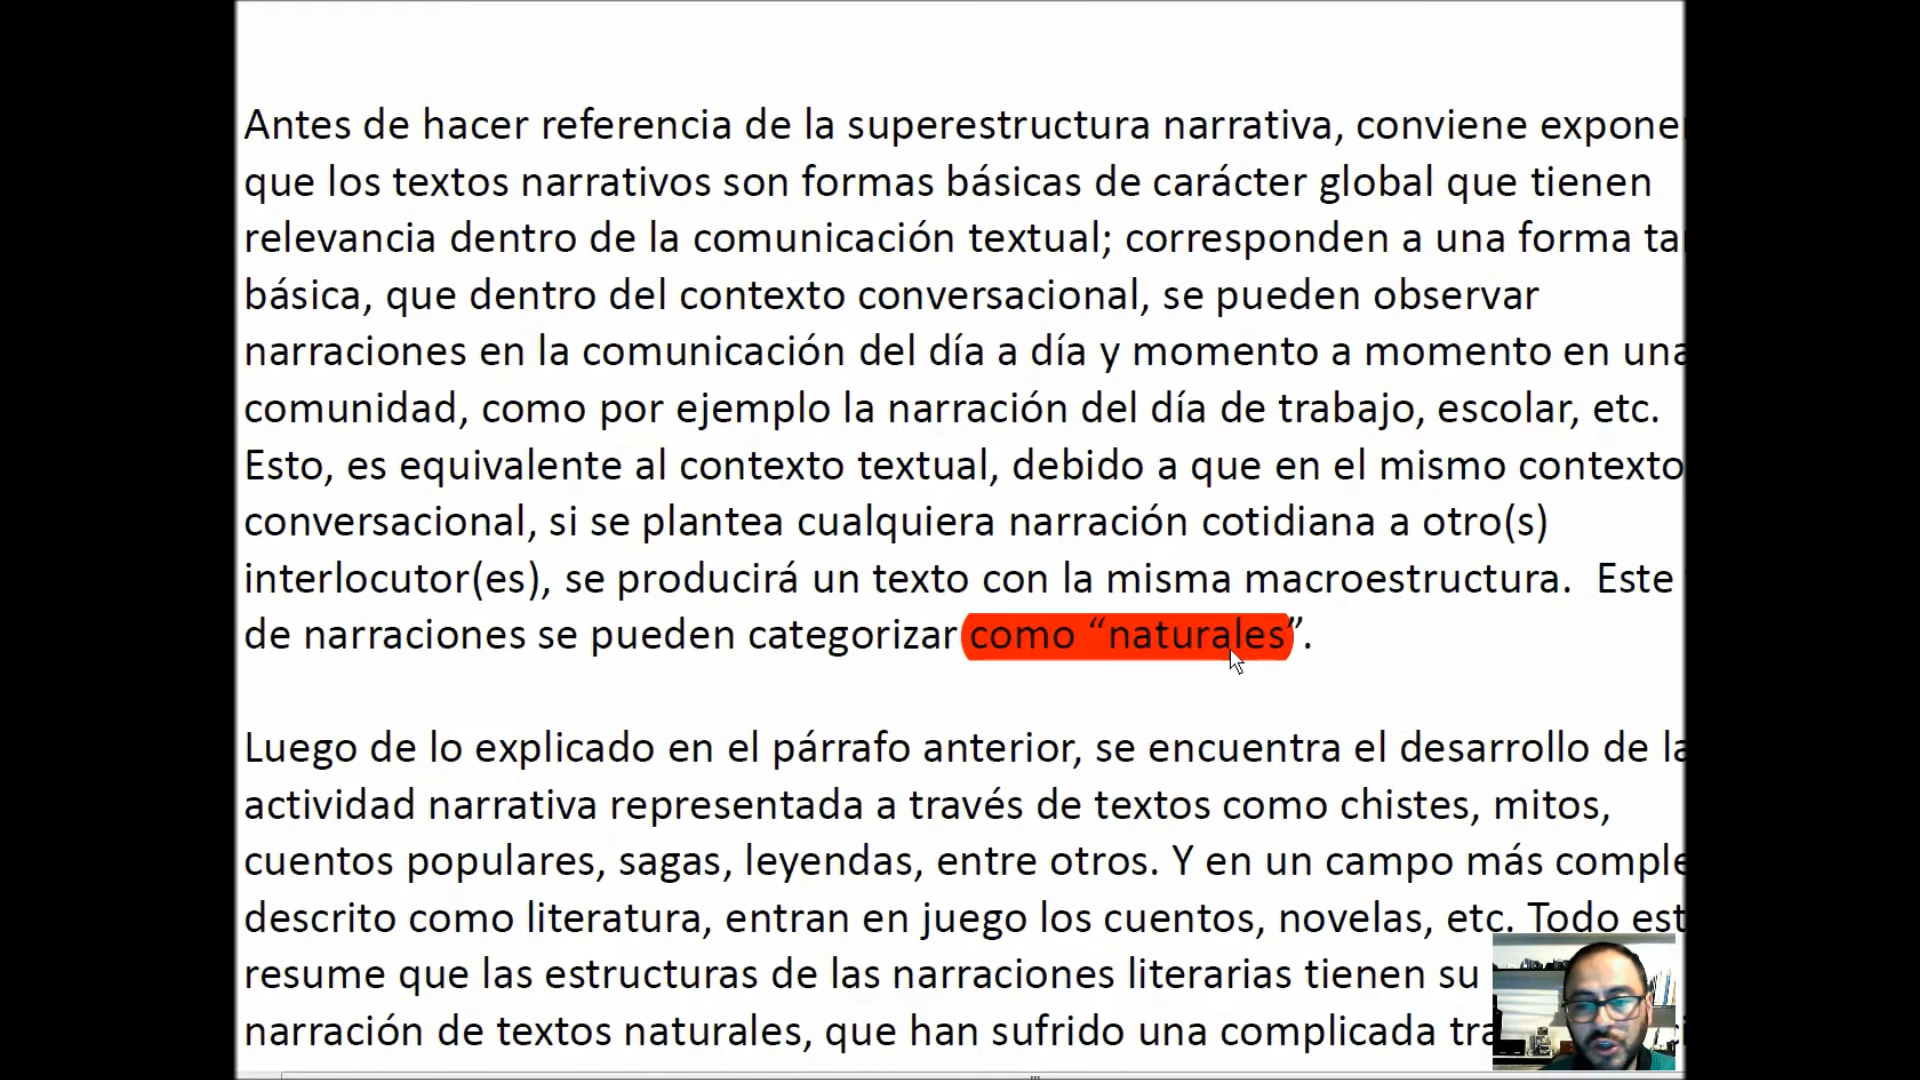 Antes de hacer referencia de la superestructura narrativa, conviene
que los textos narrativos son formas básicas de carácter global que tienen
relevancia dentro de la comunicación textual; corresponden a una forma
básica, que dentro del contexto conversacional, se pueden observar
narraciones en la comunicación del día a día y momento a momento en una
comunidad, como por ejemplo la narración del día de trabajo, escolar, etc.
Esto, es equivalente al contexto textual, debido a que en el mismo contexto
conversacional, si se plantea cualquiera narración cotidiana a otro(s)
interlocutor(es), se producirá un texto con la misma macroestructura.  Este
de narraciones se pueden categorizar como “naturales”.
Luego de lo explicado en el párrafo anterior, se encuentra el desarrollo de la
actividad narrativa representada a través de textos como chistes, mitos,
cuentos populares, sagas, leyendas, entre otros. Y en un campo más
descrito como literatura, entran en juego los cuentos, novelas, etc. Todo
resume que las estructuras de las narraciones literarias tienen su
narración de textos naturales, que han sufrido una complicada